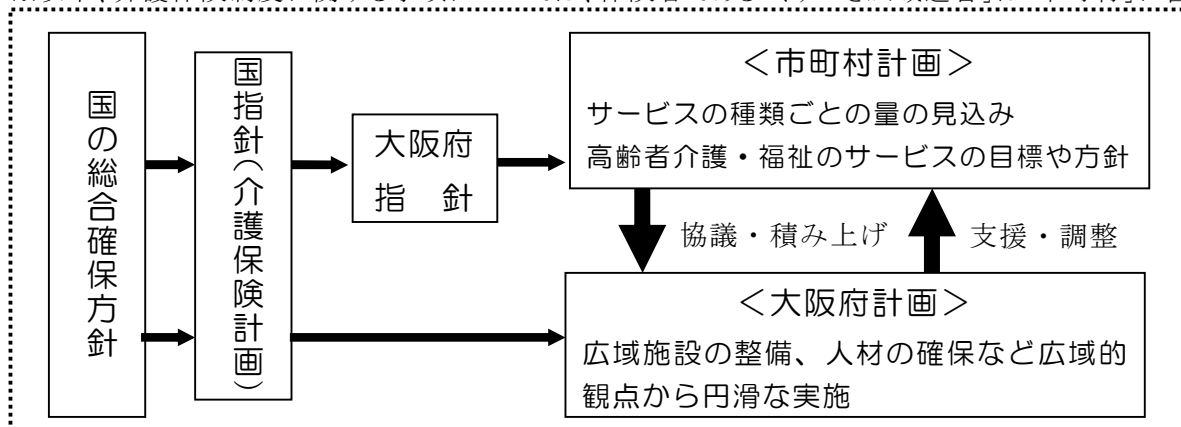 国の総合確保方針
国指針（介護保険計画）
大阪府
指　針
＜市町村計画＞
サービスの種類ごとの量の見込み
高齢者介護・福祉のサービスの目標や方針
協議・積み上げ
支援・調整
＜大阪府計画＞
広域施設の整備、人材の確保など広域的
観点から円滑な実施